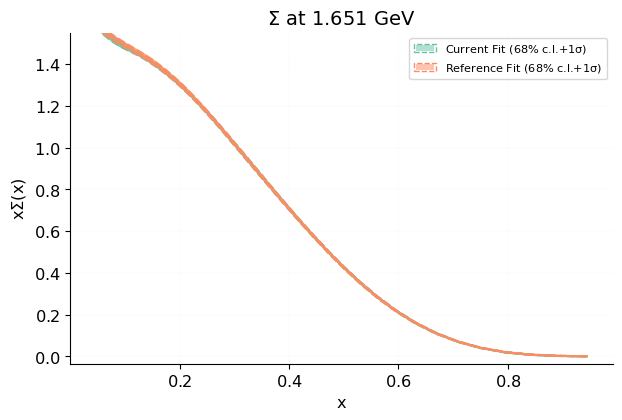 Σ at 1.651 GeV
Current Fit (68% c.l.+1σ)
Reference Fit (68% c.l.+1σ)
xΣ(x)
1.4
1.2
1.0
0.8
0.6
0.4
0.2
0.0
0.2 0.4 0.6 0.8
x